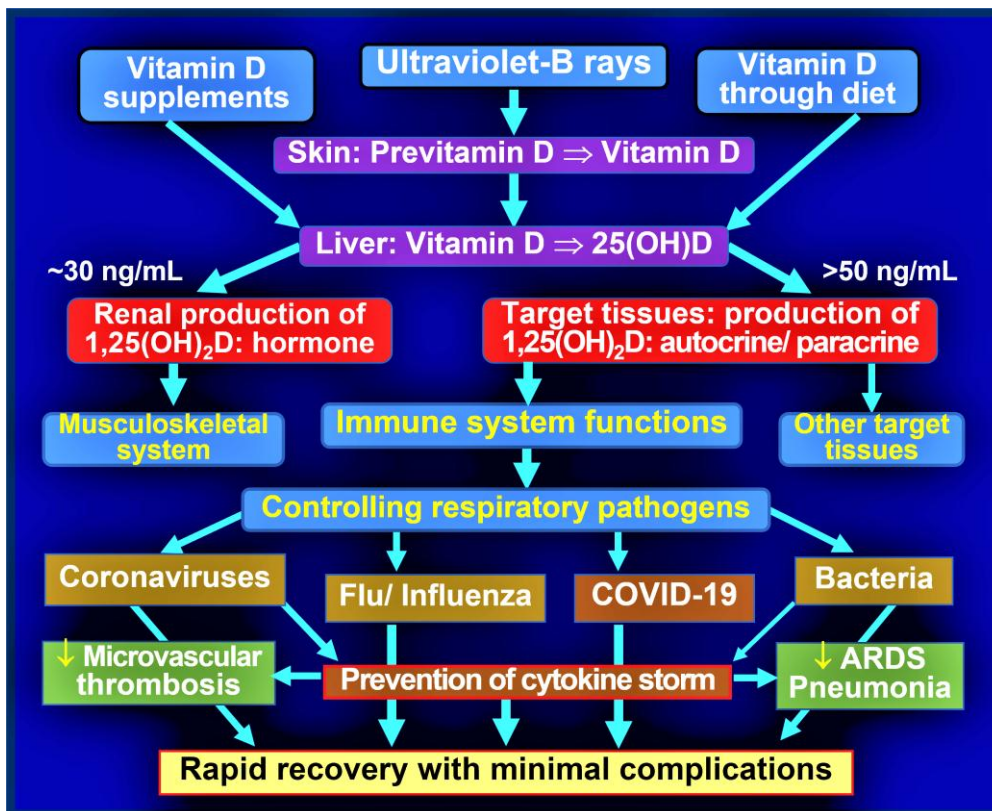 Vitamin D
supplements
Ultraviolet-B rays
Vitamin D
through diet
Skin: Previtamin D ⇒ Vitamin D
Liver: Vitamin D ⇒ 25(OH)D
~30 ng/mL
>50 ng/mL
Renal production of
1,25(OH)₂D: hormone
Target tissues: production of
1,25(OH)₂D: autocrine/ paracrine
Musculoskeletal
system
Immune system functions
Other target
tissues
Controlling respiratory pathogens
Coronaviruses
Flu/ Influenza
COVID-19
Bacteria
↓ Microvascular
thrombosis
Prevention of cytokine storm
↓ ARDS
Pneumonia
Rapid recovery with minimal complications